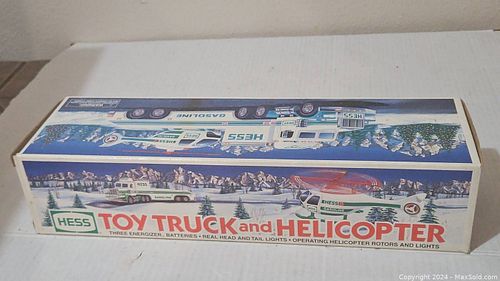 GASOLINE
HESS
HESS
HESS
TOY TRUCK and HELICOPTER
THREE ENERGIZER BATTERIES • REAL HEAD AND TAIL LIGHTS • OPERATING HELICOPTER ROTORS AND LIGHTS
Copyright 2024 - MaxSold.com